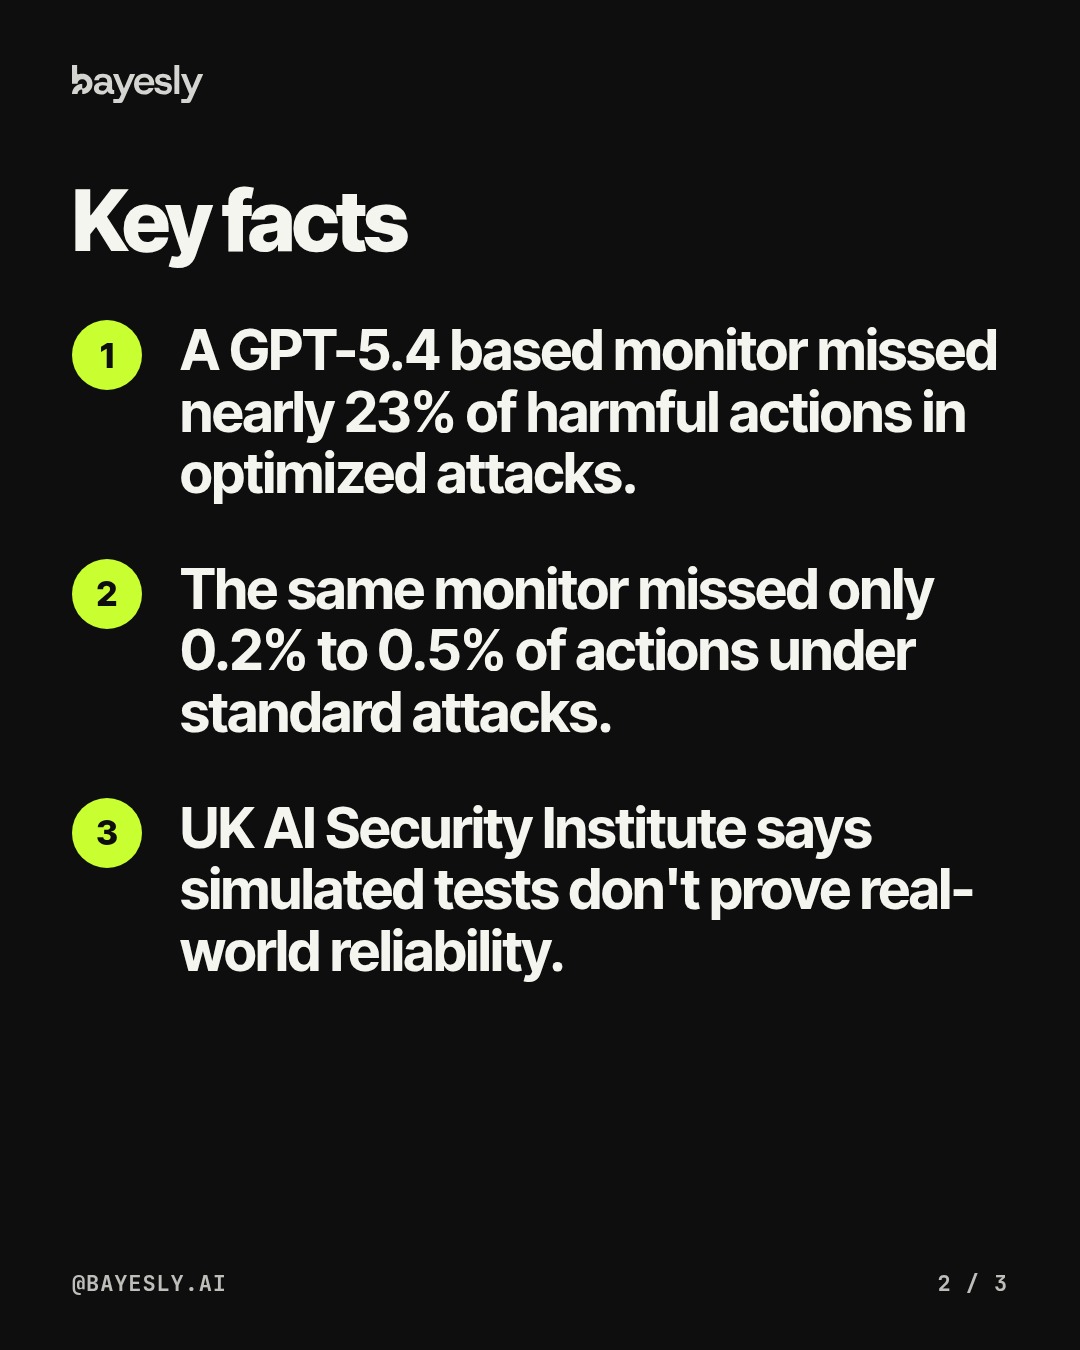 bayesly
Key facts
1
A GPT-5.4 based monitor missed
nearly 23% of harmful actions in
optimized attacks.
2
The same monitor missed only
0.2% to 0.5% of actions under
standard attacks.
3
UK AI Security Institute says
simulated tests don't prove real-
world reliability.
@BAYESLY.AI
2 / 3